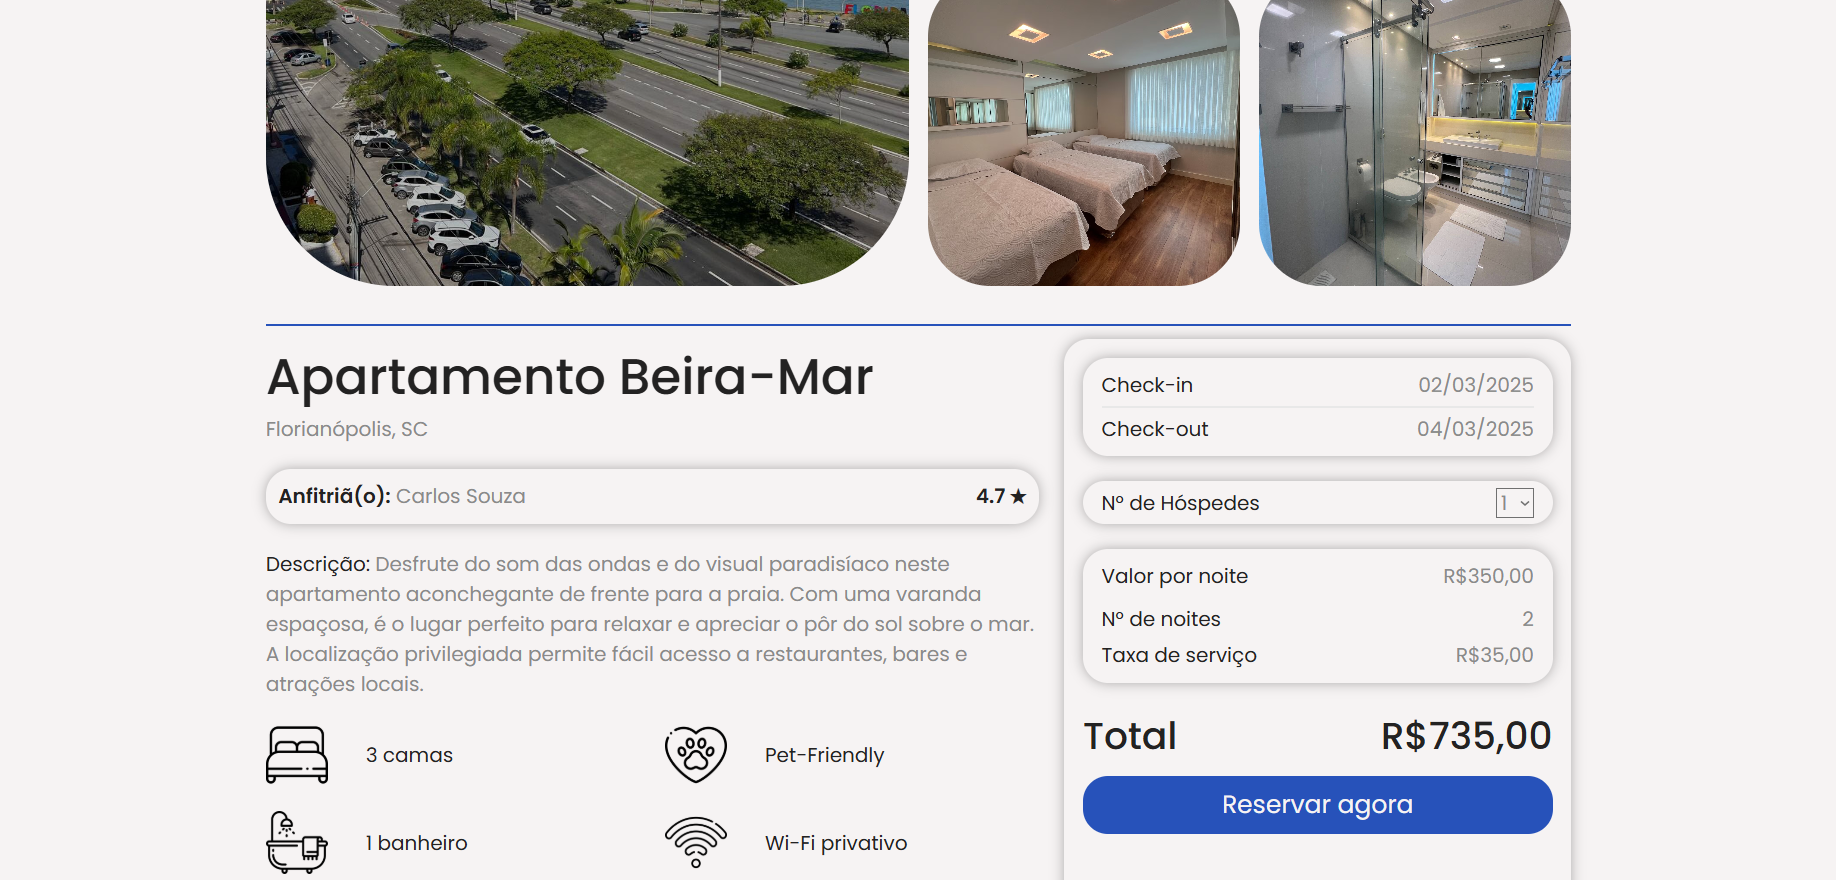 Apartamento Beira-Mar
Florianópolis, SC
Anfitriã(o): Carlos Souza 4.7 ★
Descrição: Desfrute do som das ondas e do visual paradisíaco neste
apartamento aconchegante de frente para a praia. Com uma varanda
espaçosa, é o lugar perfeito para relaxar e apreciar o pôr do sol sobre o mar.
A localização privilegiada permite fácil acesso a restaurantes, bares e
atrações locais.
3 camas
Pet-Friendly
1 banheiro
Wi-Fi privativo
Check-in 02/03/2025
Check-out 04/03/2025
Nº de Hóspedes 1
Valor por noite R$350,00
Nº de noites 2
Taxa de serviço R$35,00
Total R$735,00
Reservar agora